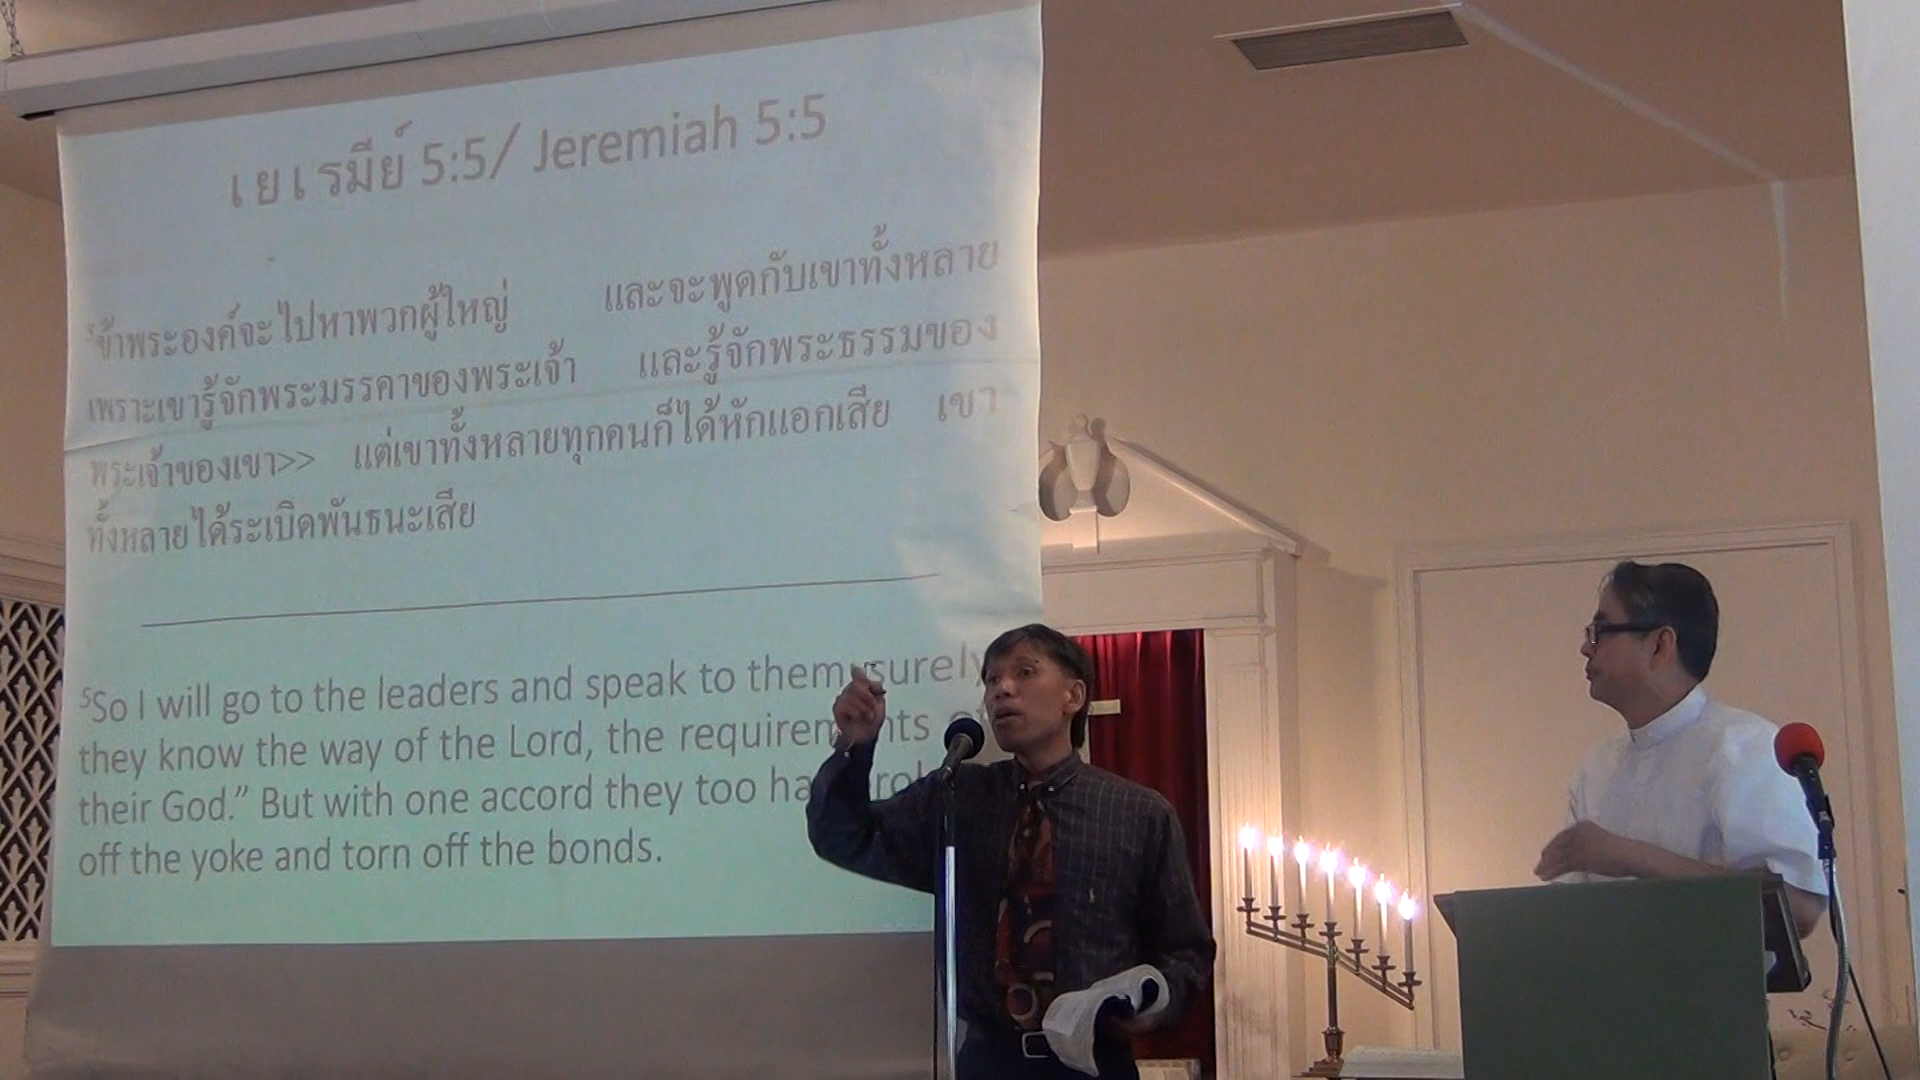 เยเรมีย์ 5:5/ Jeremiah 5:5
5ข้าพระองค์จะไปหาพวกผู้ใหญ่ และจะพูดกับเขาทั้งหลาย
เพราะเขารู้จักพระมรรคาของพระเจ้า และรู้จักพระธรรมของ
พระเจ้าของเขา>> แต่เขาทั้งหลายทุกคนก็ได้หักแอกเสีย เขา
ทั้งหลายได้ระเบิดพันธนะเสีย
5So I will go to the leaders and speak to them; surely
they know the way of the Lord, the requirements of
their God.” But with one accord they too
off the yoke and torn off the bonds.